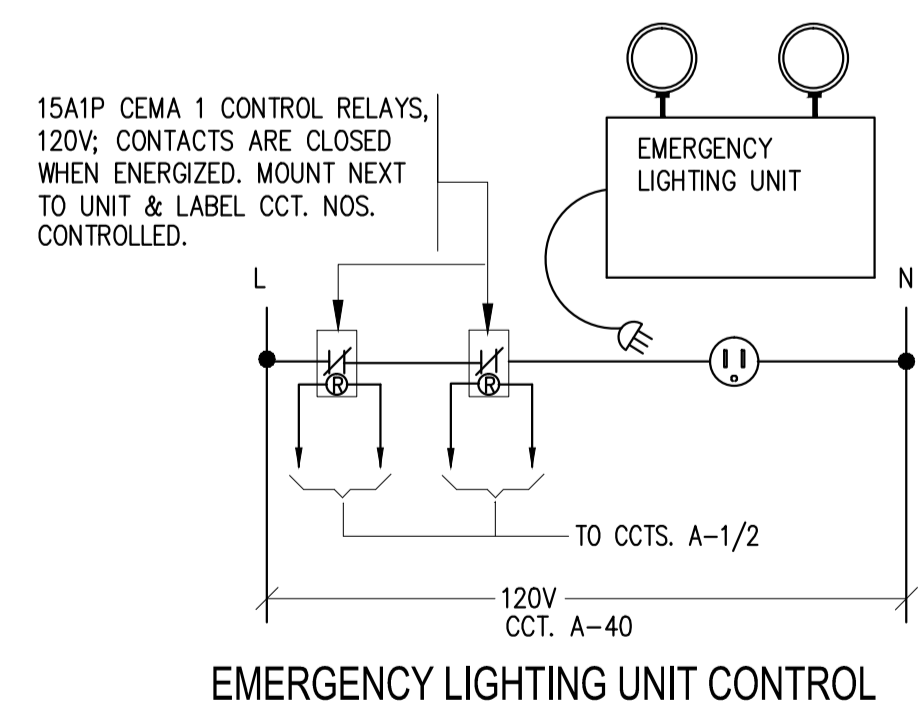 15A1P CEMA 1 CONTROL RELAYS,
120V; CONTACTS ARE CLOSED
WHEN ENERGIZED. MOUNT NEXT
TO UNIT & LABEL CCT. NOS.
CONTROLLED.
EMERGENCY
LIGHTING UNIT
L
N
R
R
TO CCTS. A-1/2
120V
CCT. A-40
EMERGENCY LIGHTING UNIT CONTROL